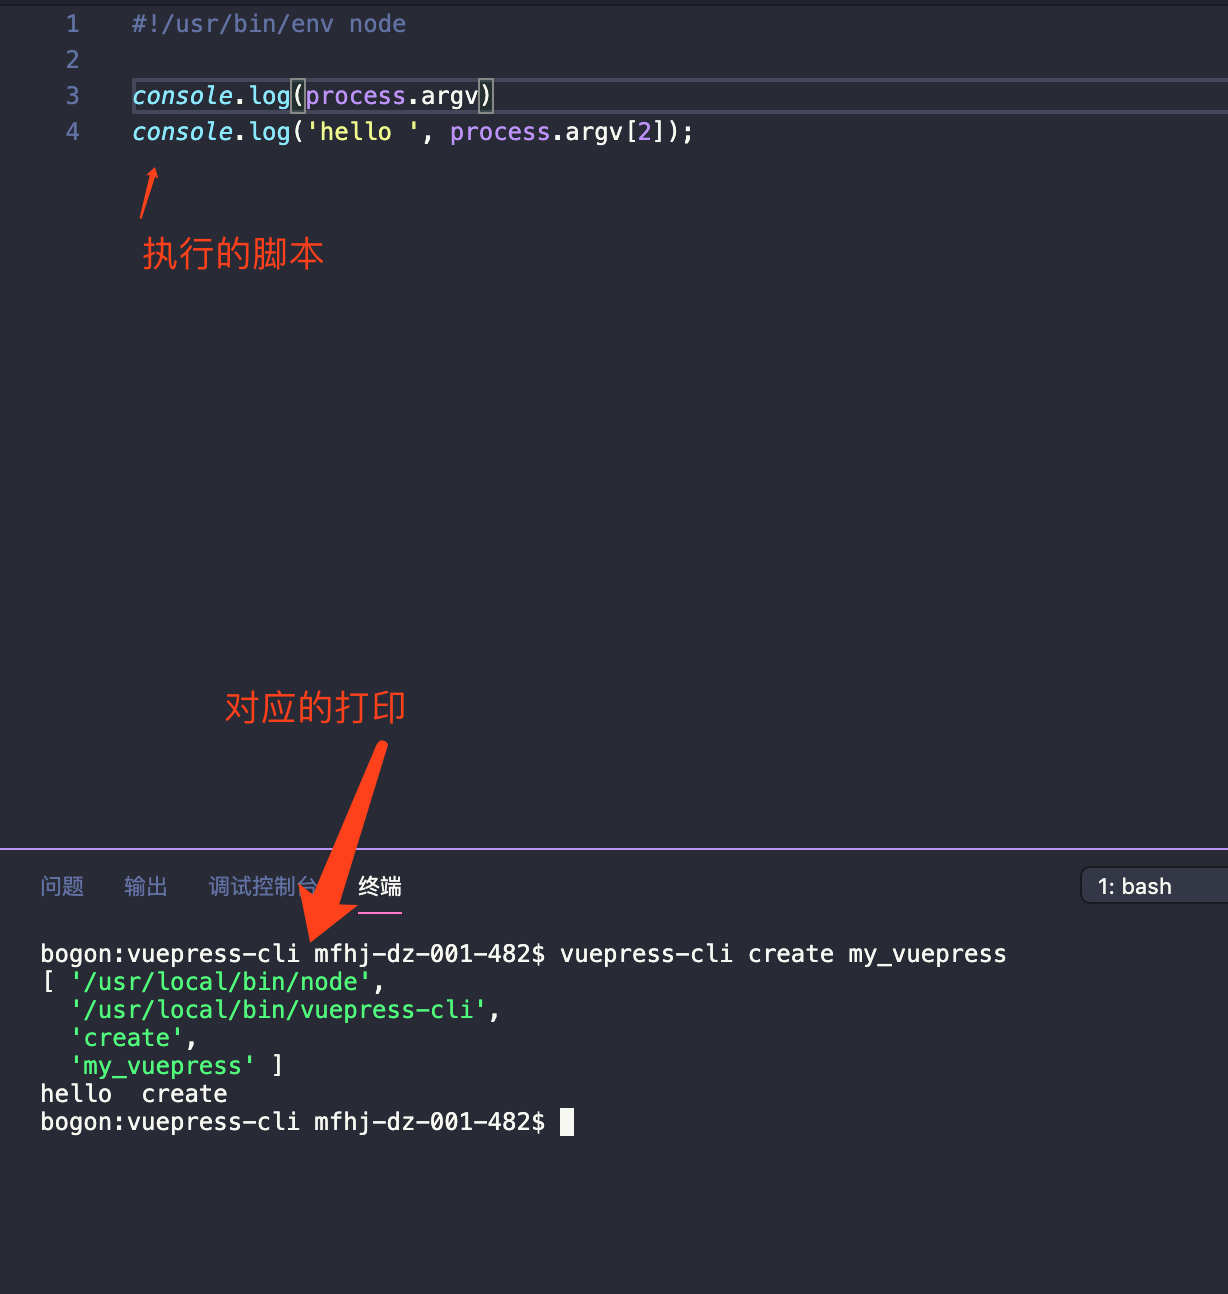 1 #!/usr/bin/env node
2
3 console.log(process.argv)
4 console.log('hello ', process.argv[2]);
执行的脚本
对应的打印
问题 输出 调试控制台 终端 1: bash
bogon:vuepress-cli mfhj-dz-001-482$ vuepress-cli create my_vuepress
[ '/usr/local/bin/node',
'/usr/local/bin/vuepress-cli',
'create',
'my_vuepress' ]
hello  create
bogon:vuepress-cli mfhj-dz-001-482$